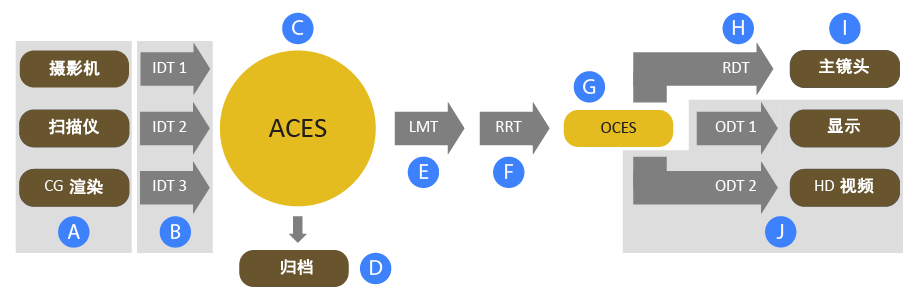 C
H
I
摄影机
IDT 1
RDT
主镜头
G
扫描仪
IDT 2
ACES
LMT
RRT
OCES
ODT 1
显示
E
F
CG 渲染
IDT 3
ODT 2
HD 视频
A
B
J
归档
D